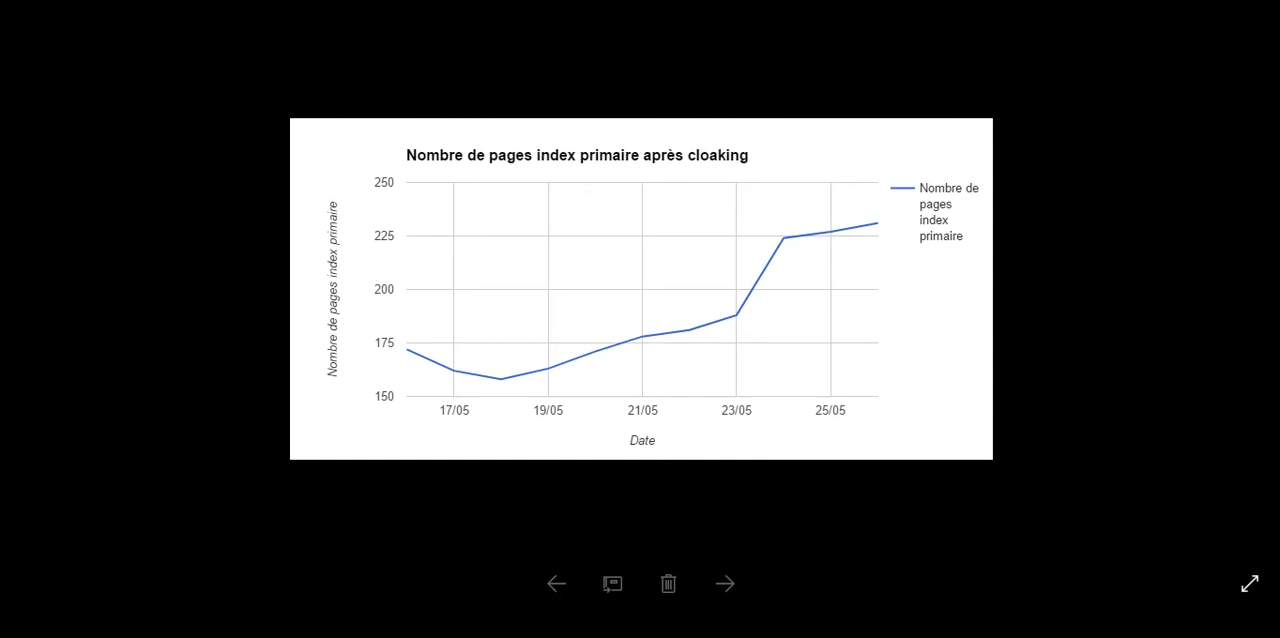 Nombre de pages index primaire après cloaking
Nombre de pages index primaire
250
225
200
175
150
17/05
19/05
21/05
23/05
25/05
Date
Nombre de
pages
index
primaire